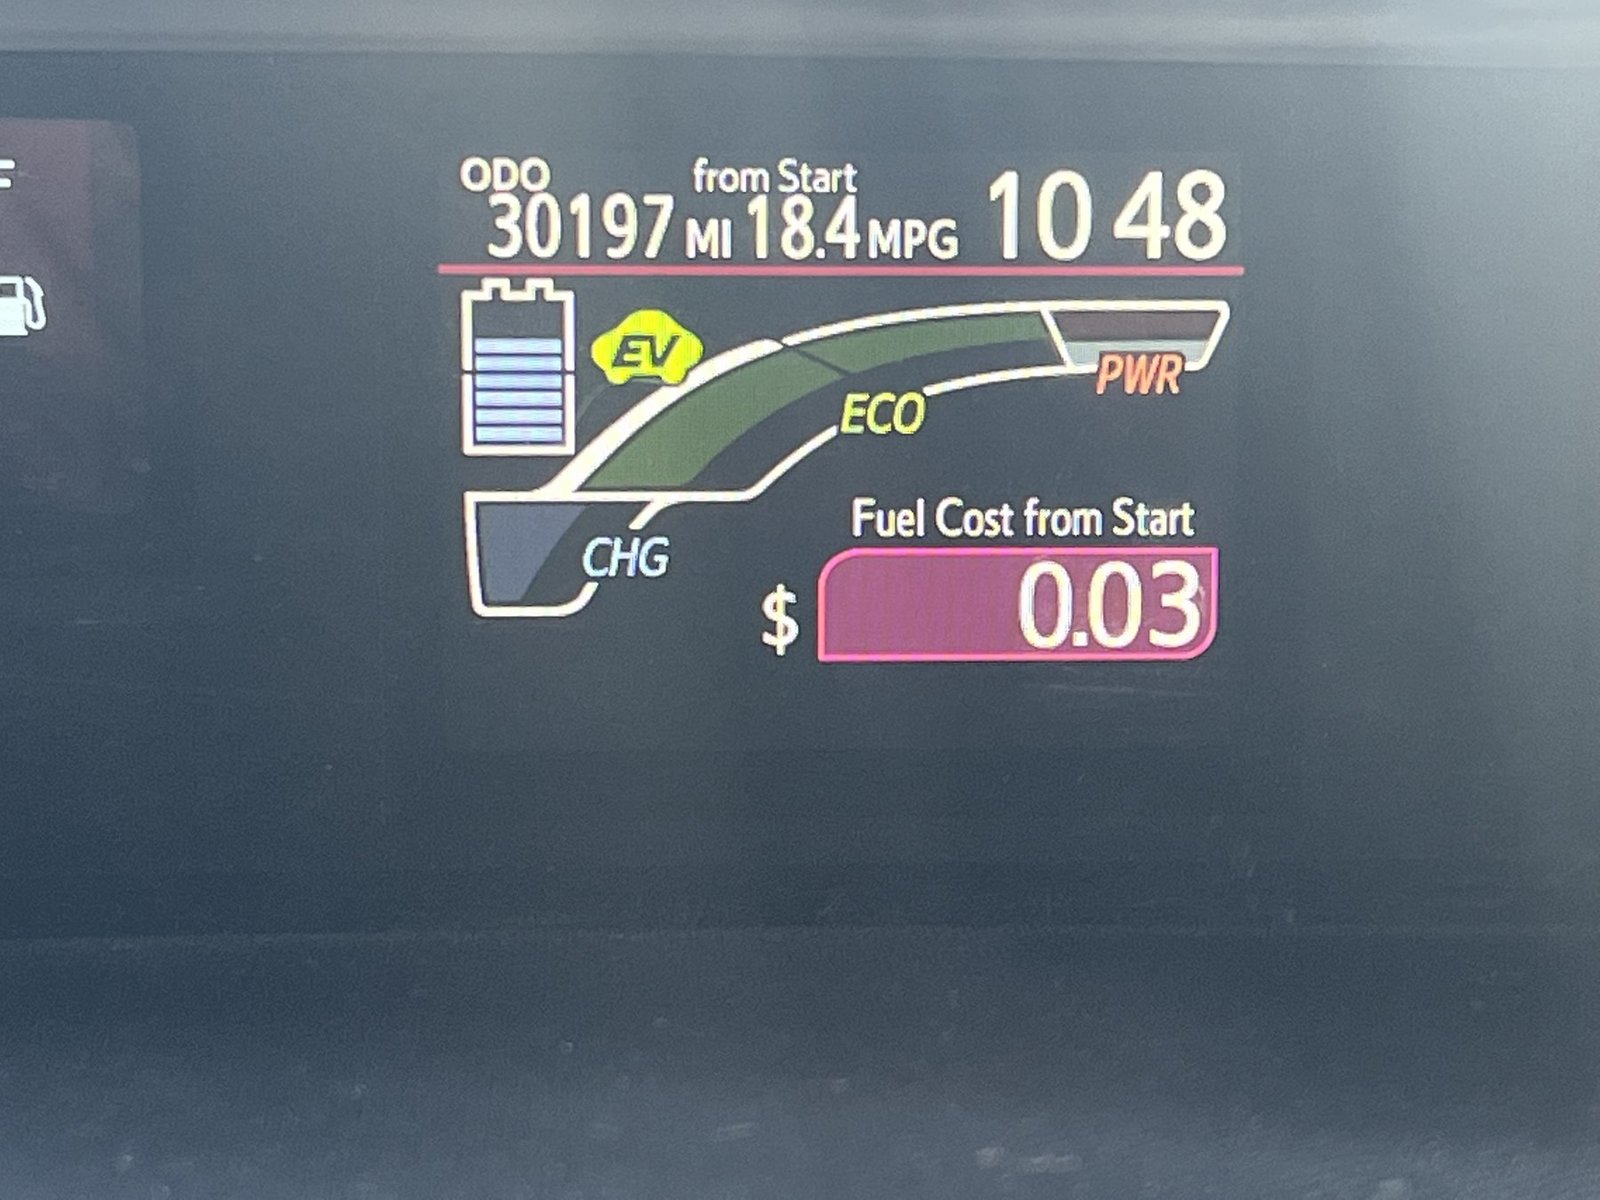 F
ODO from Start
30197 MI 18.4 MPG 10 48
EV
PWR
ECO
CHG
Fuel Cost from Start
$ 0.03